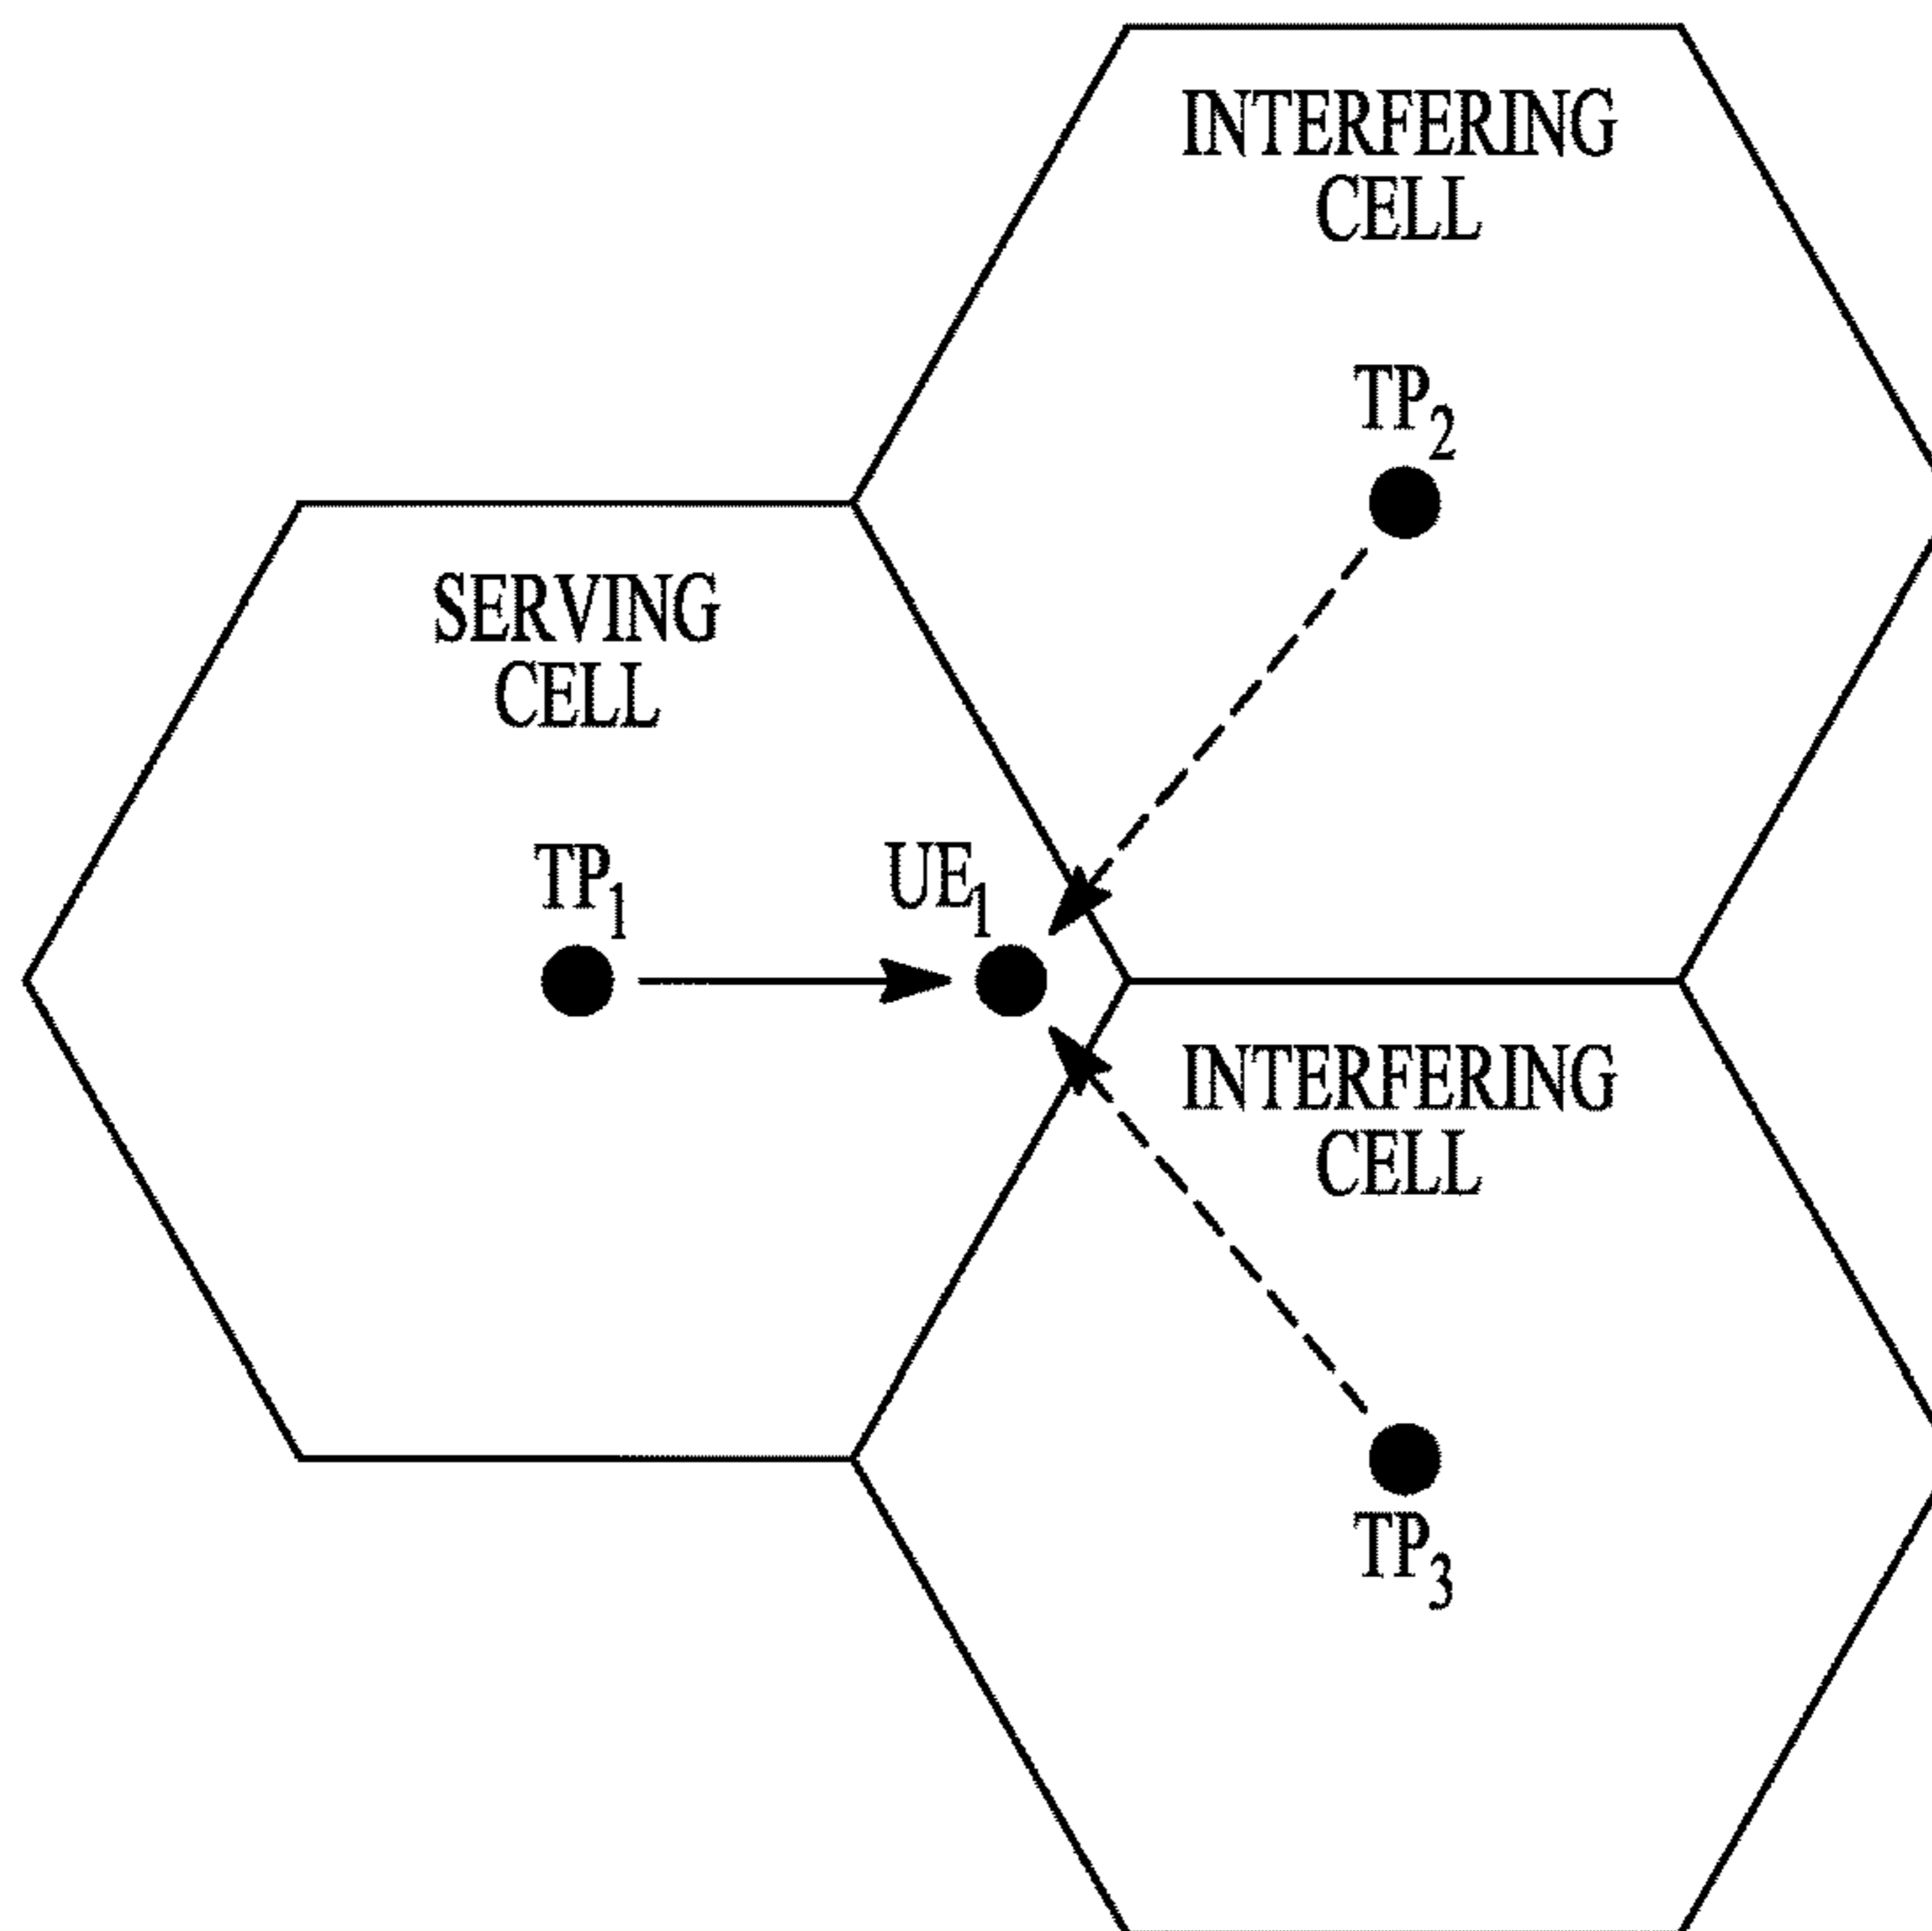 INTERFERING
CELL
TP2
SERVING
CELL
TP1
UE1
INTERFERING
CELL
TP3